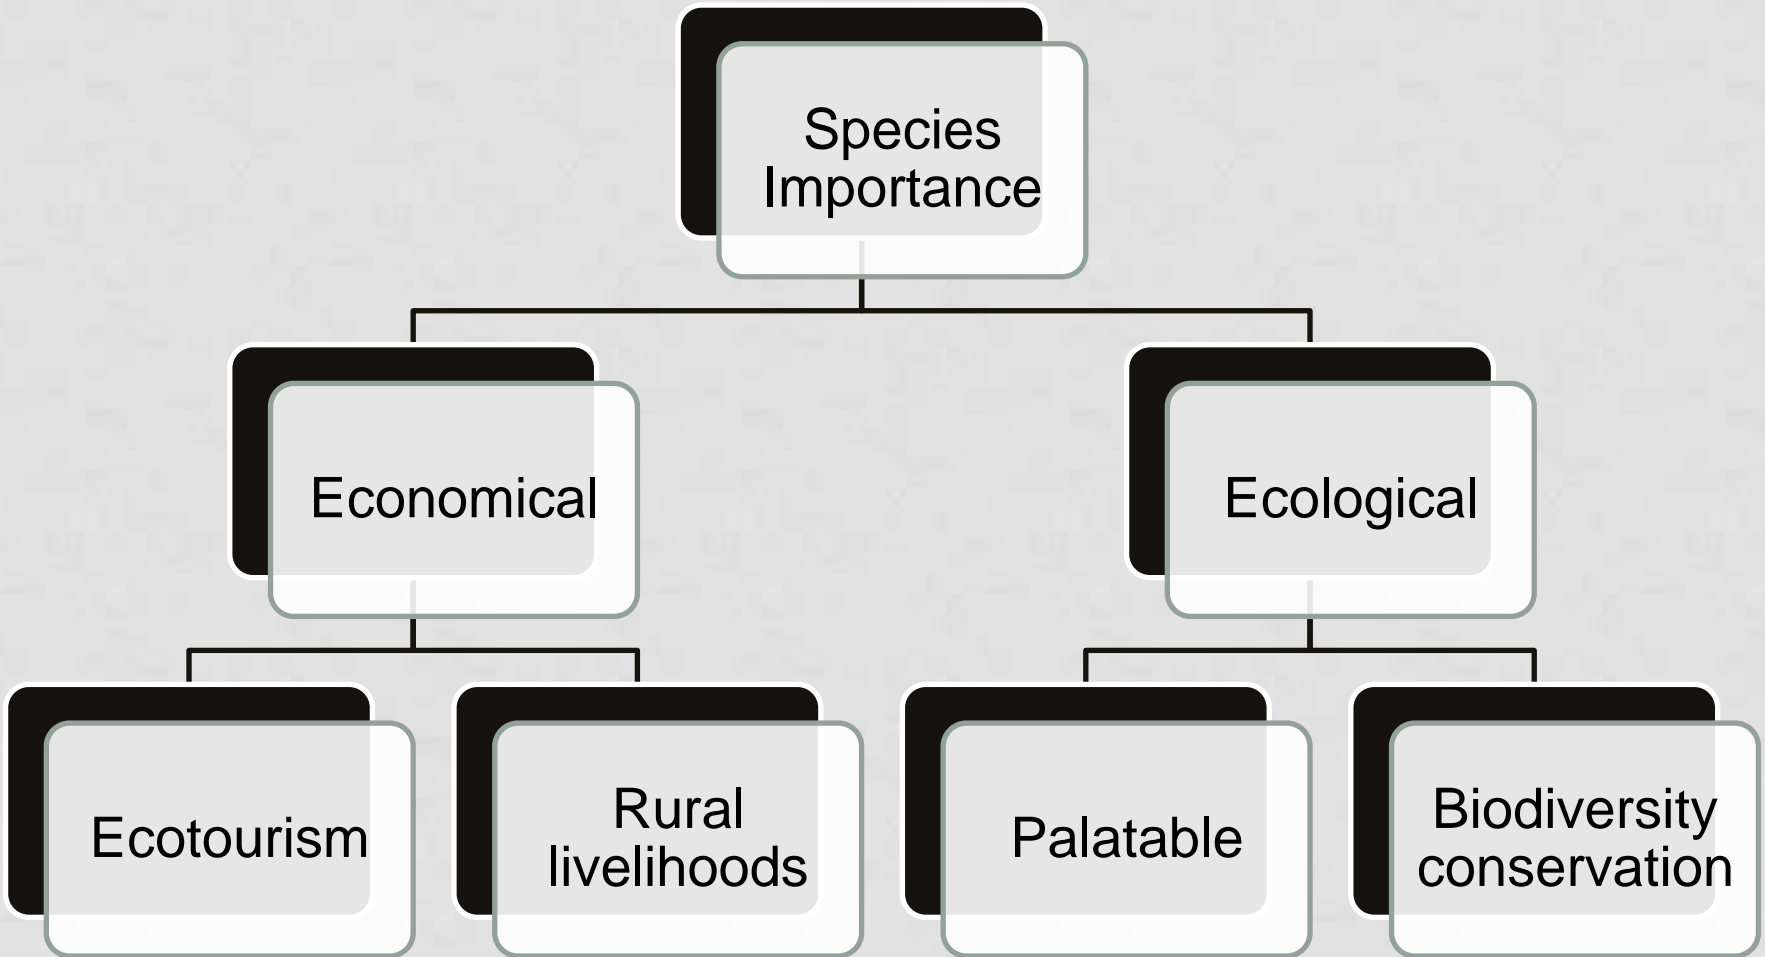 Species
Importance
Economical
Ecological
Ecotourism
Rural
livelihoods
Palatable
Biodiversity
conservation